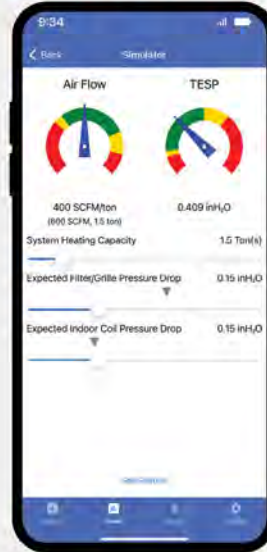 9:34
Back
Simulator
Air Flow
TESP
400 SCFM/ton
0.409 inH₂O
(600 SCFM, 1.5 ton)
System Heating Capacity
1.5 Ton(s)
Expected Filter/Grille Pressure Drop
0.15 inH₂O
Expected Indoor Coil Pressure Drop
0.15 inH₂O